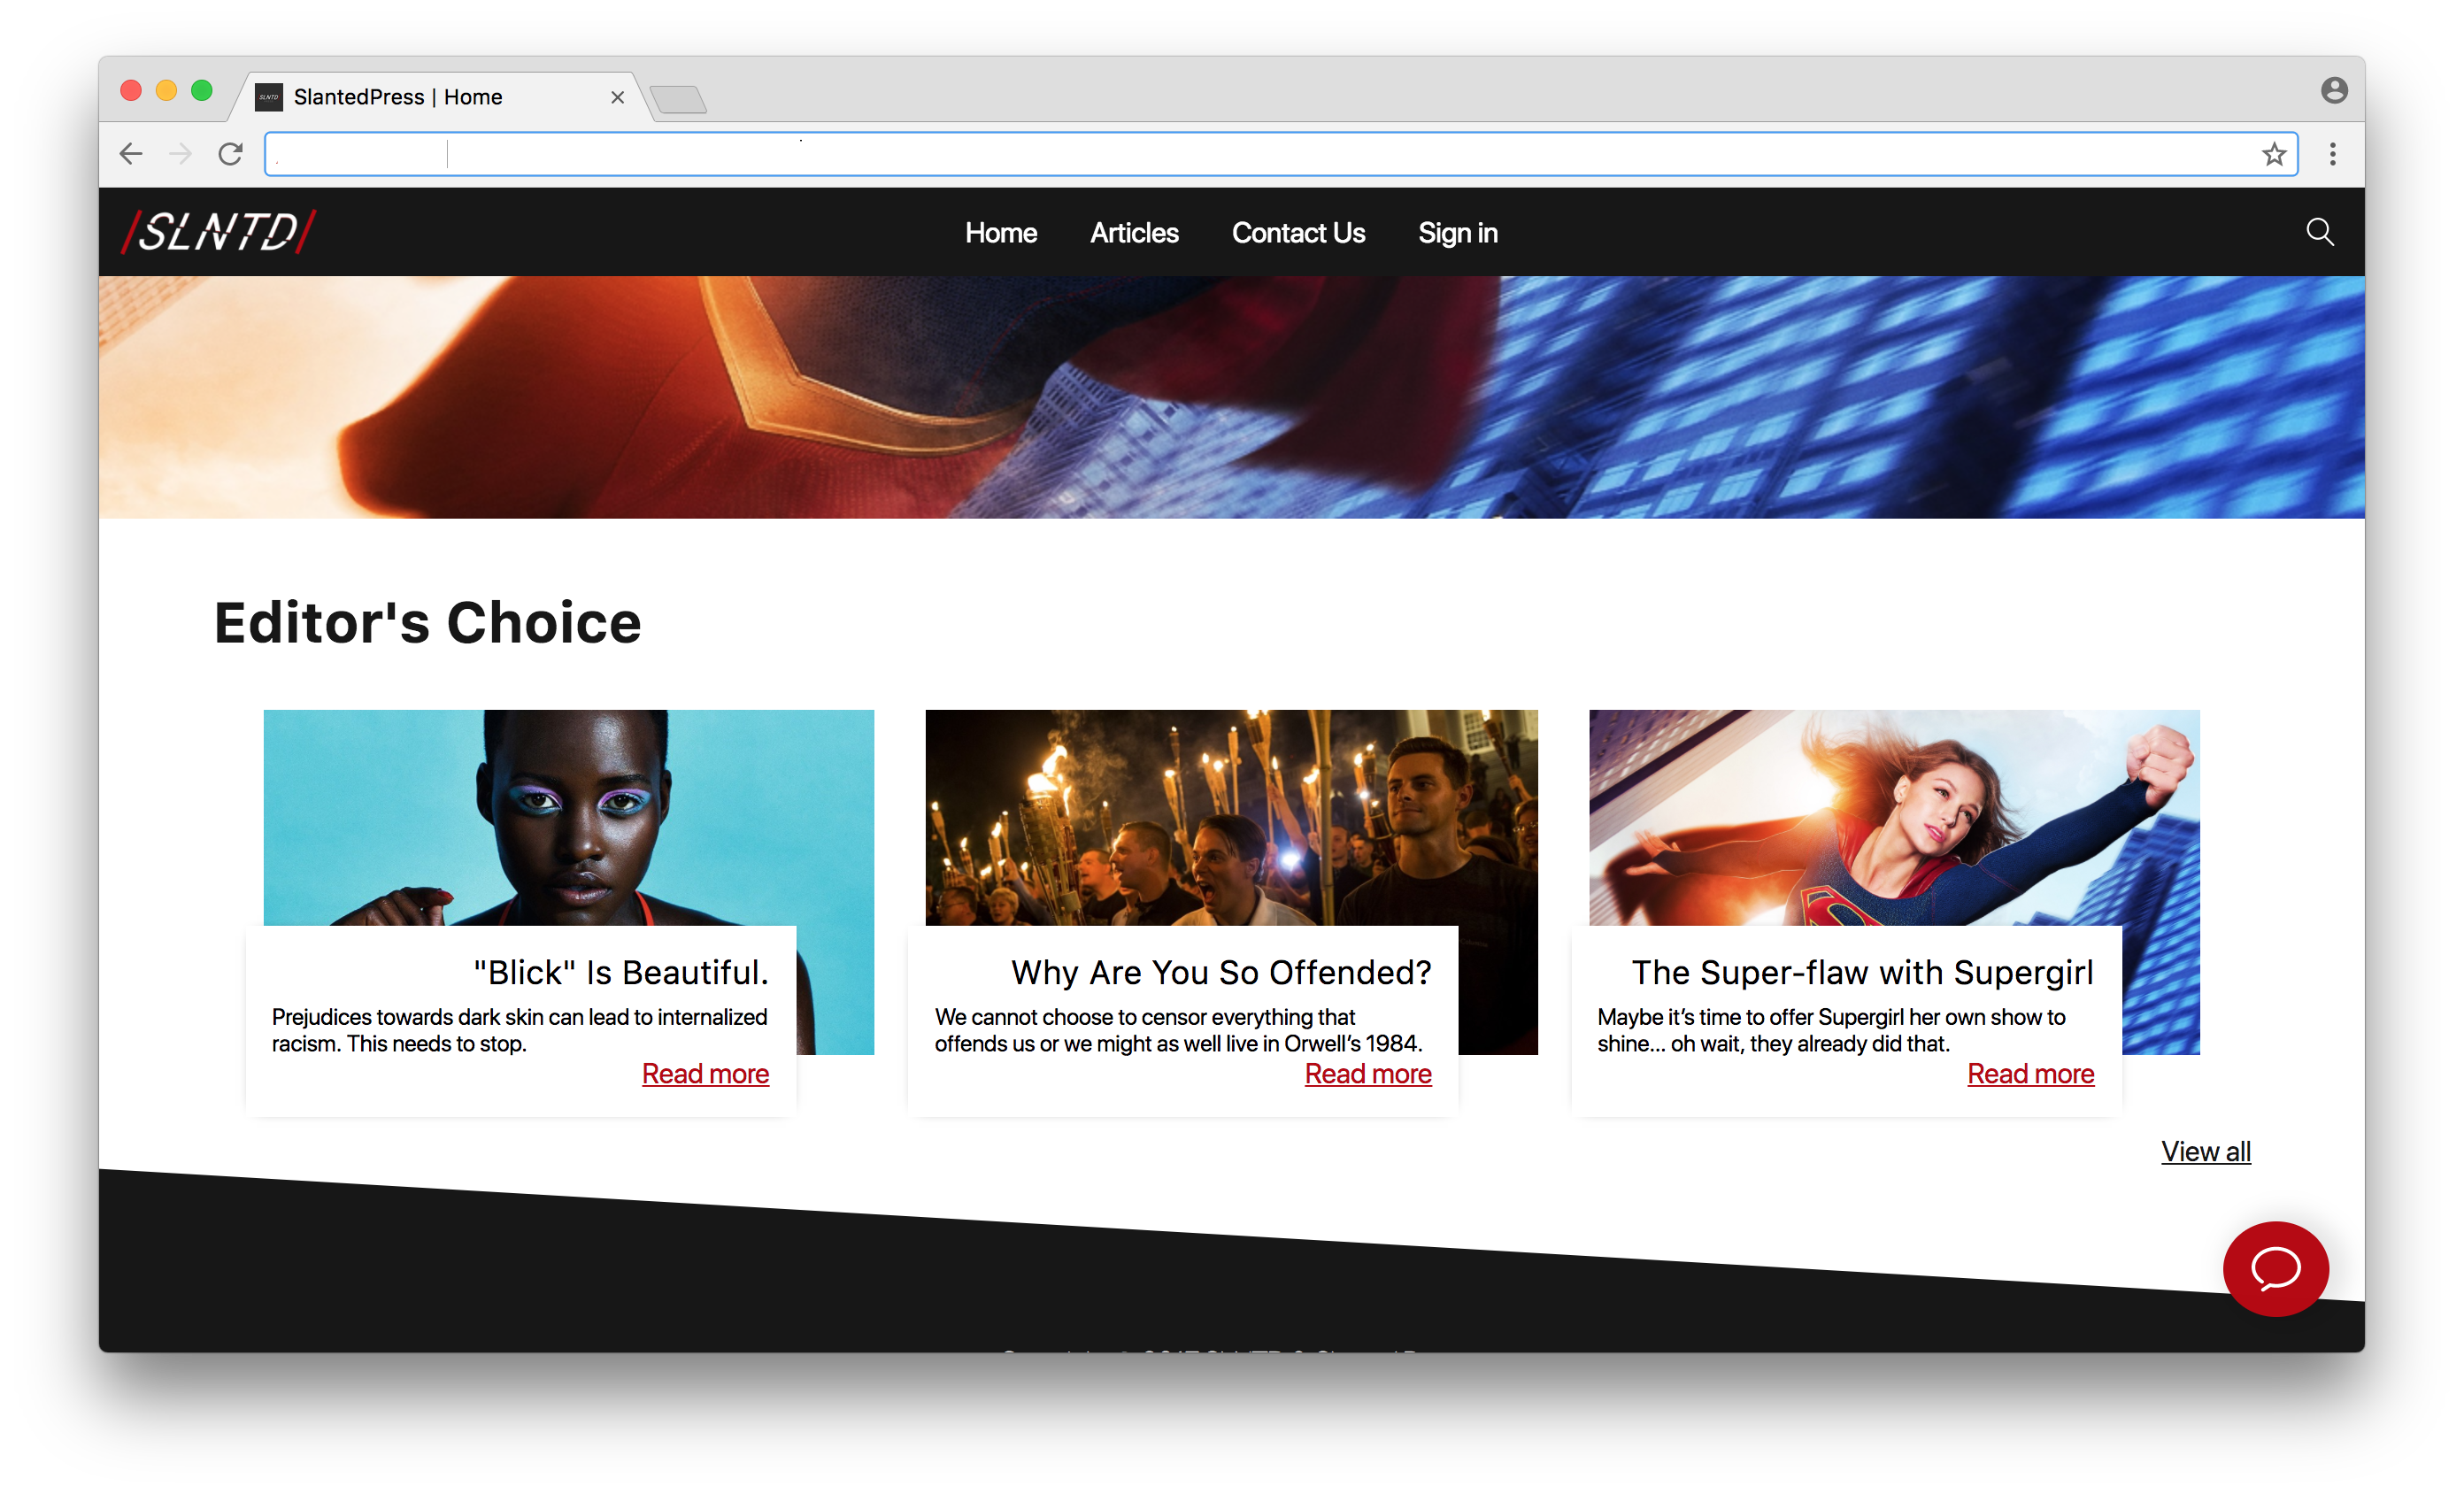 SLNTD
SlantedPress | Home
/SLNTD/
Home Articles Contact Us Sign in
Editor's Choice
"Blick" Is Beautiful.
Prejudices towards dark skin can lead to internalized
racism. This needs to stop.
Read more
Why Are You So Offended?
We cannot choose to censor everything that
offends us or we might as well live in Orwell’s 1984.
Read more
The Super-flaw with Supergirl
Maybe it’s time to offer Supergirl her own show to
shine... oh wait, they already did that.
Read more
View all